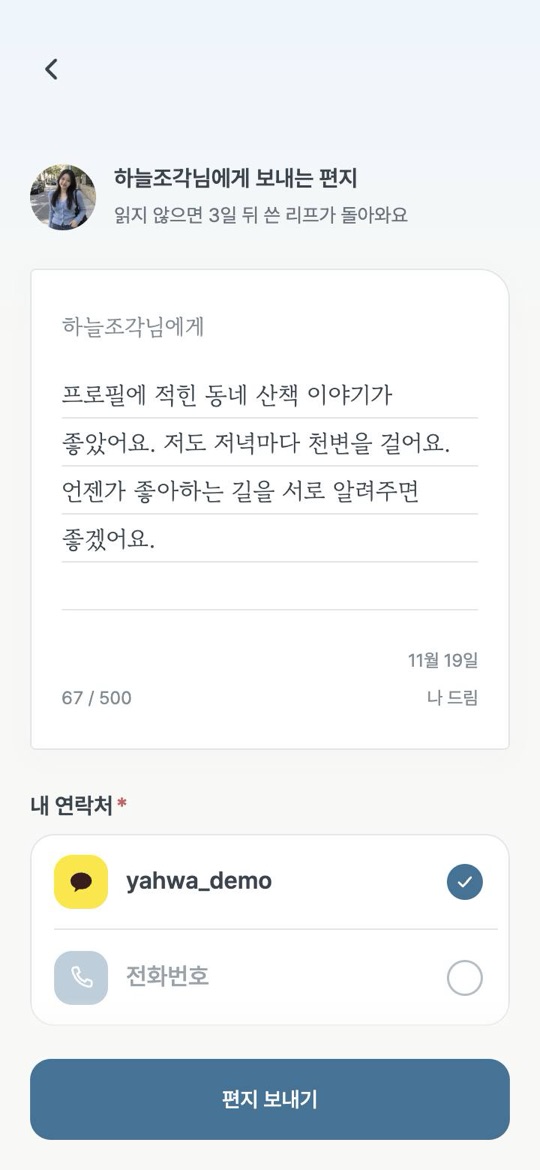 하늘조각님에게 보내는 편지
읽지 않으면 3일 뒤 쓴 리프가 돌아와요
하늘조각님에게
프로필에 적힌 동네 산책 이야기가
좋았어요. 저도 저녁마다 천변을 걸어요.
언젠가 좋아하는 길을 서로 알려주면
좋겠어요.
11월 19일
67 / 500
나 드림
내 연락처 *
yahwa_demo
전화번호
편지 보내기